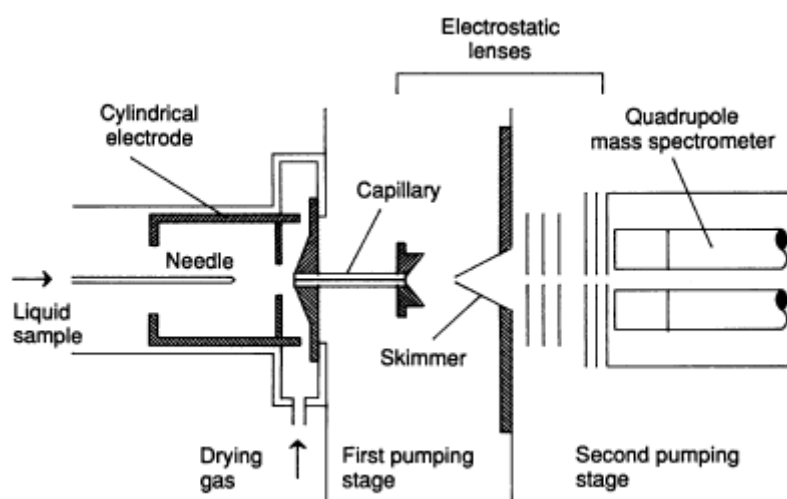 Electrostatic
lenses
Cylindrical
electrode
Quadrupole
mass spectrometer
Capillary
Needle
Liquid
sample
Skimmer
Drying
gas
First pumping
stage
Second pumping
stage